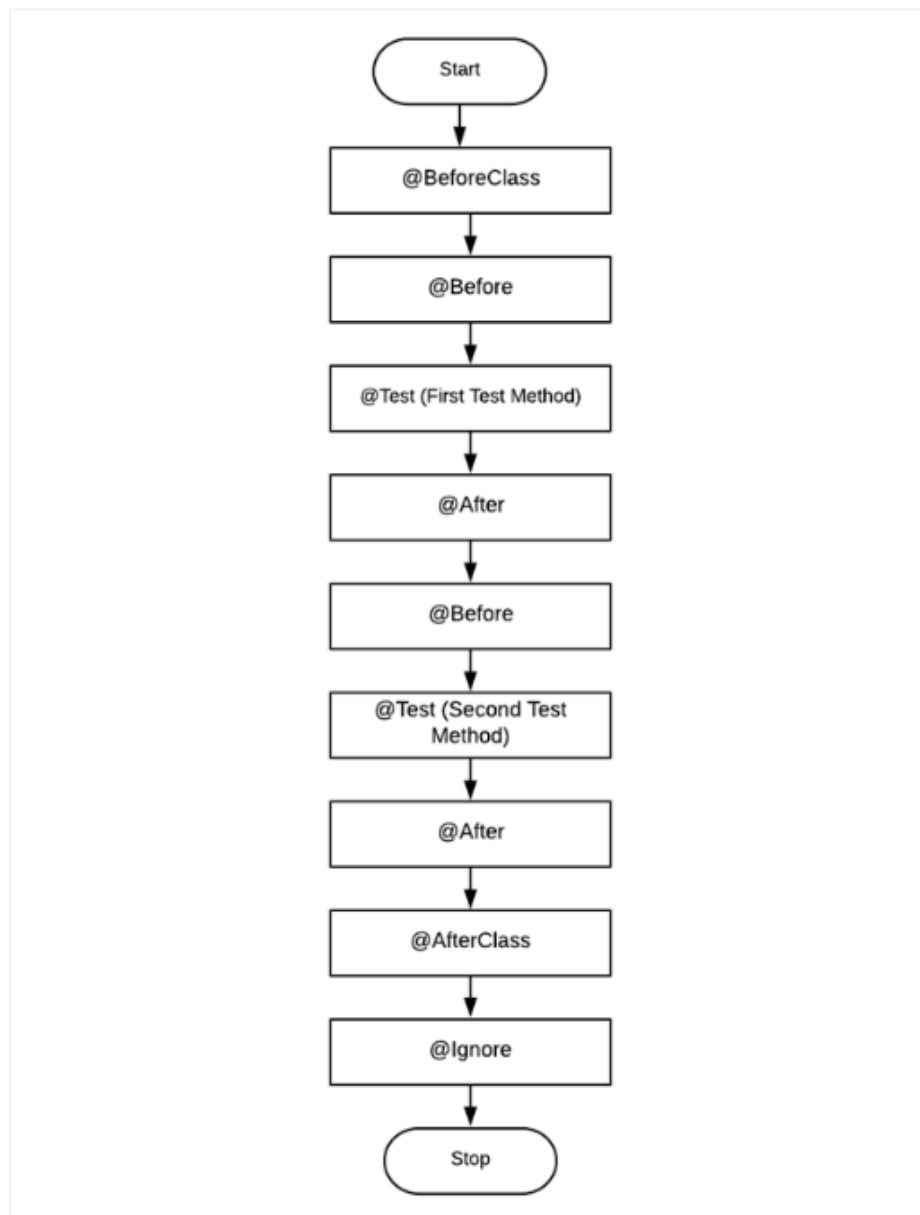 Start
@BeforeClass
@Before
@Test (First Test Method)
@After
@Before
@Test (Second Test
Method)
@After
@AfterClass
@Ignore
Stop